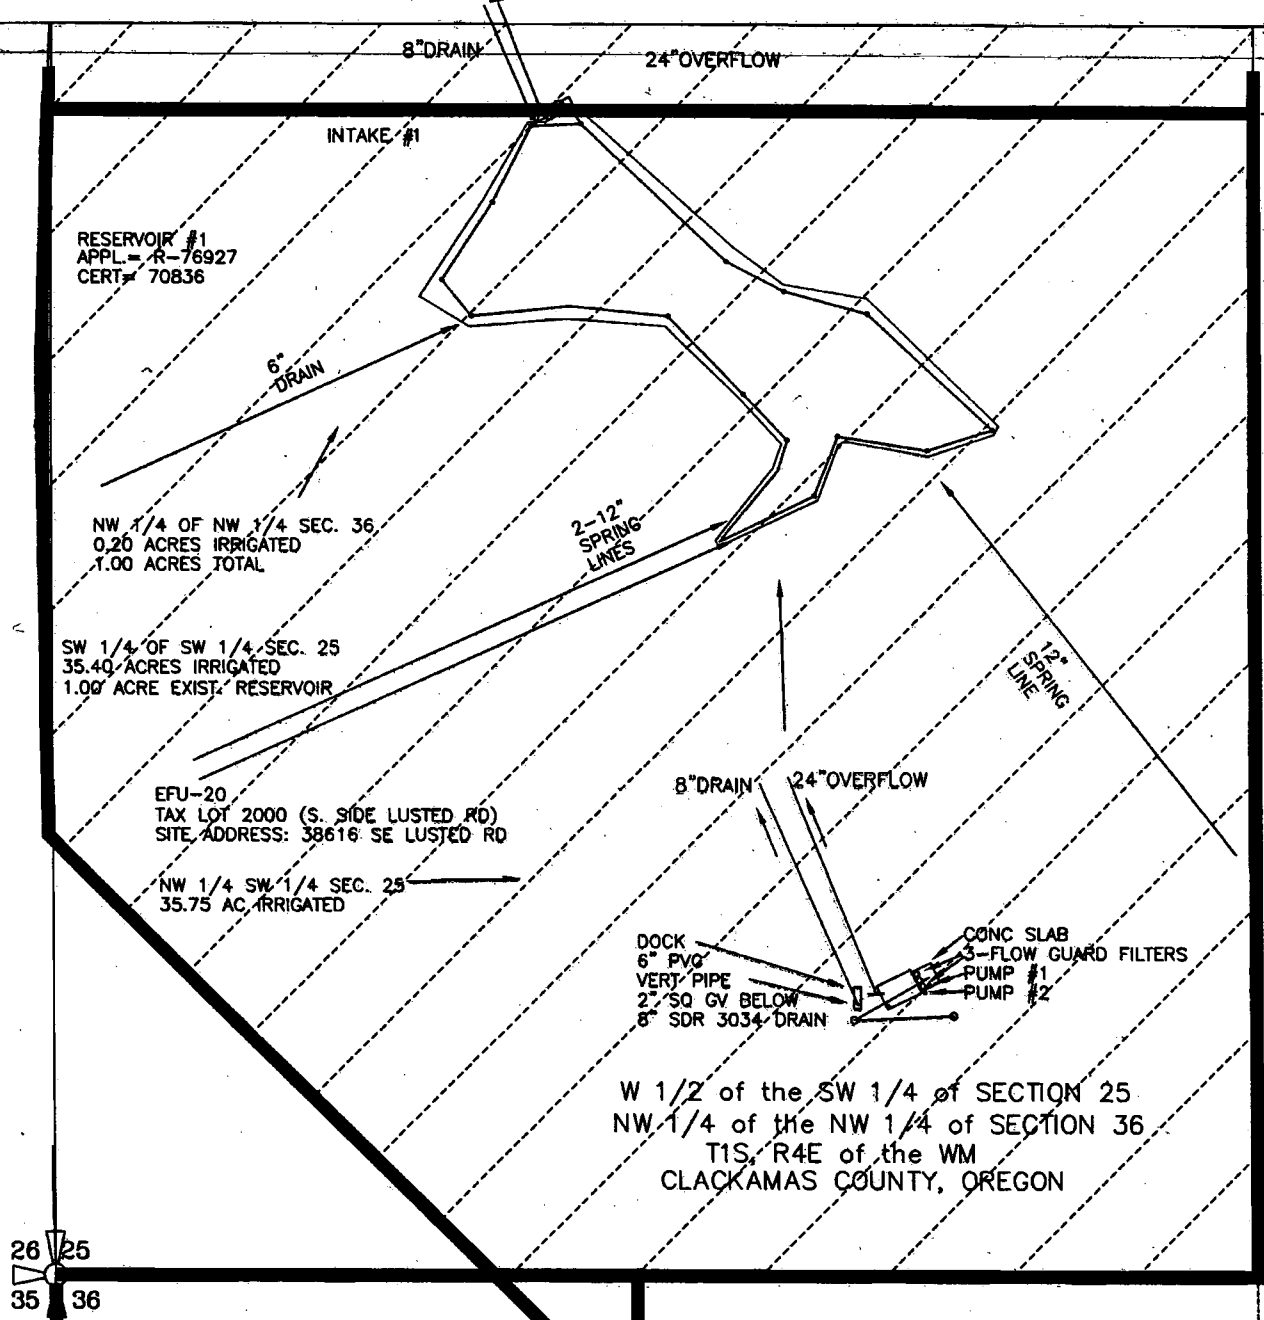 8"DRAIN
24"OVERFLOW
INTAKE #1
RESERVOIR #1
APPL.= R-76927
CERT= 70836
6"
DRAIN
NW 1/4 OF NW 1/4 SEC. 36
0.20 ACRES IRRIGATED
1.00 ACRES TOTAL
2-12"
SPRING
LINES
SW 1/4 OF SW 1/4 SEC. 25
35.40 ACRES IRRIGATED
1.00 ACRE EXIST. RESERVOIR
12"
SPRING
LINE
EFU-20
TAX LOT 2000 (S. SIDE LUSTED RD)
SITE ADDRESS: 38616 SE LUSTED RD
8"DRAIN
24"OVERFLOW
NW 1/4 SW 1/4 SEC. 25
35.75 AC IRRIGATED
DOCK
6" PVC
VERT PIPE
2" SQ GV BELOW
8" SDR 3034 DRAIN
CONC SLAB
3-FLOW GUARD FILTERS
PUMP #1
PUMP #2
W 1/2 of the SW 1/4 of SECTION 25
NW 1/4 of the NW 1/4 of SECTION 36
T1S, R4E of the WM
CLACKAMAS COUNTY, OREGON
26 25
35 36